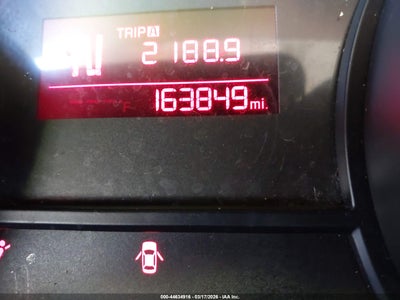 TRIP A
2188.9
163849 mi.
000-44634916 - 03/17/2026 - IAA Inc.